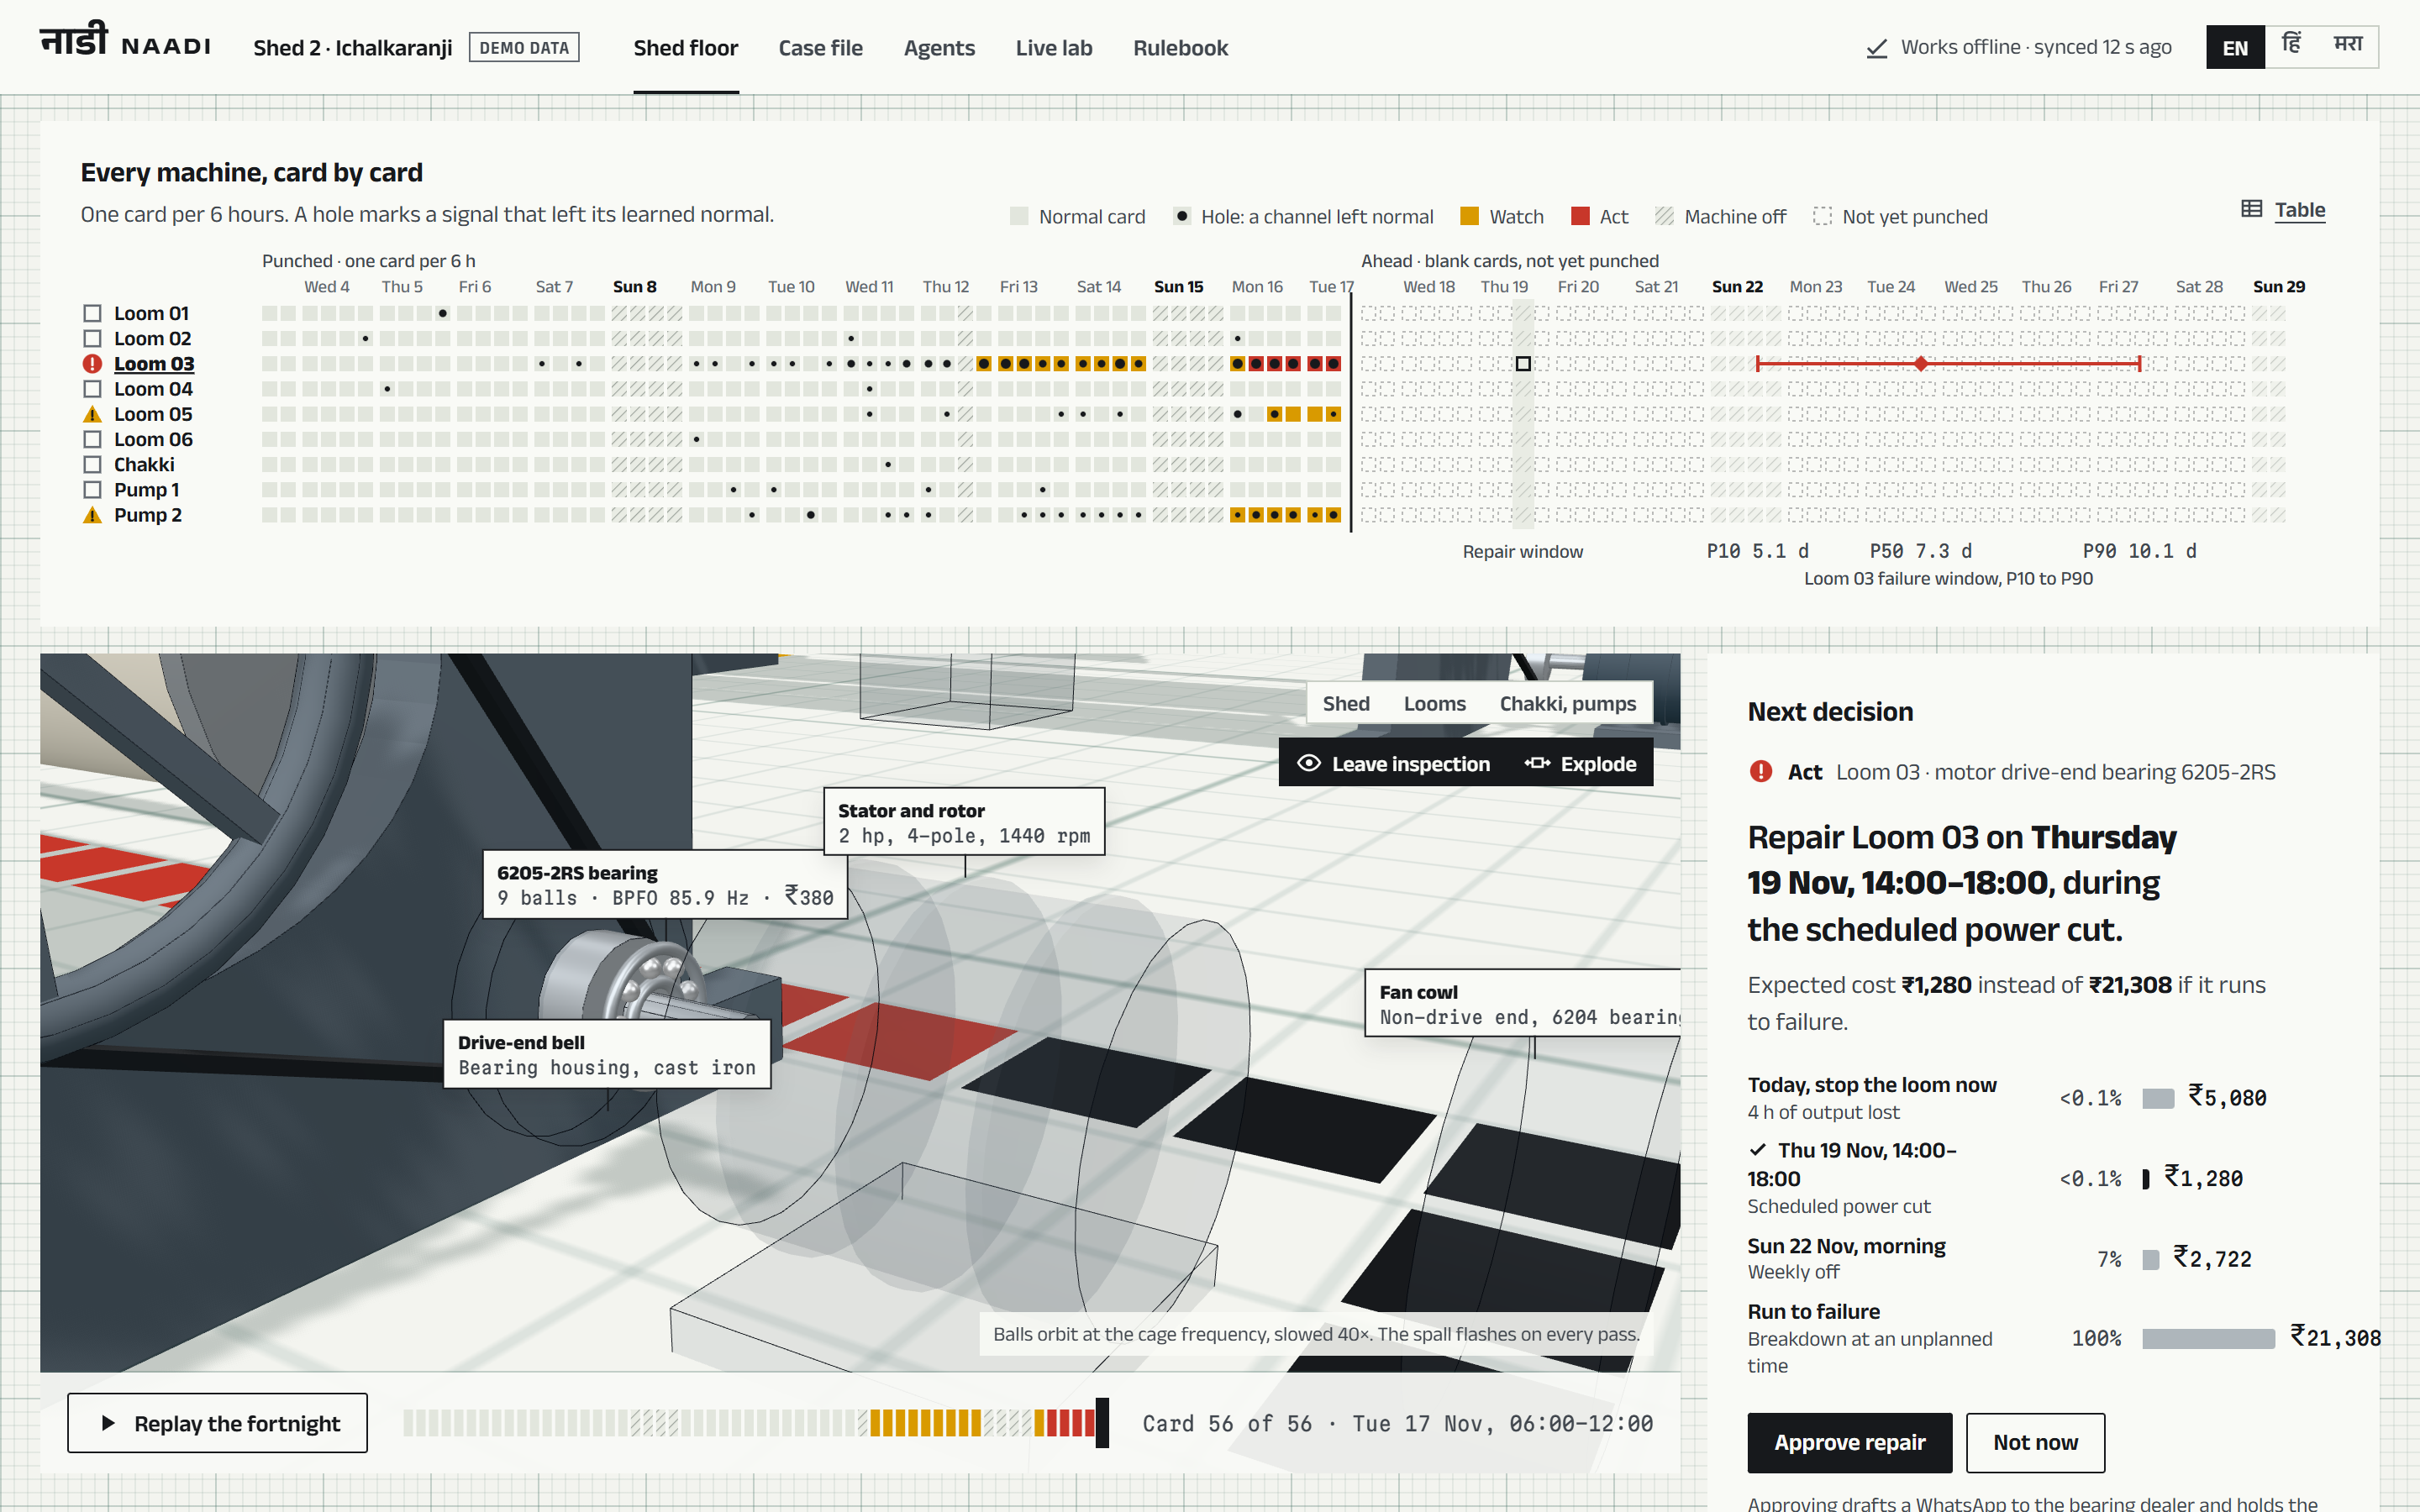 नाडी NAADI
Shed 2 · Ichalkaranji
DEMO DATA
Shed floor
Case file
Agents
Live lab
Rulebook
Works offline · synced 12 s ago
EN
हिं
मरा
Every machine, card by card
One card per 6 hours. A hole marks a signal that left its learned normal.
Normal card
Hole: a channel left normal
Watch
Act
Machine off
Not yet punched
Table
Punched · one card per 6 h
Ahead · blank cards, not yet punched
Wed 4 Thu 5 Fri 6 Sat 7 Sun 8 Mon 9 Tue 10 Wed 11 Thu 12 Fri 13 Sat 14 Sun 15 Mon 16 Tue 17 Wed 18 Thu 19 Fri 20 Sat 21 Sun 22 Mon 23 Tue 24 Wed 25 Thu 26 Fri 27 Sat 28 Sun 29
Loom 01
Loom 02
Loom 03
Loom 04
Loom 05
Loom 06
Chakki
Pump 1
Pump 2
Repair window
P10 5.1 d
P50 7.3 d
P90 10.1 d
Loom 03 failure window, P10 to P90
Shed
Looms
Chakki, pumps
Leave inspection
Explode
Stator and rotor
2 hp, 4-pole, 1440 rpm
6205-2RS bearing
9 balls · BPFO 85.9 Hz · ₹380
Drive-end bell
Bearing housing, cast iron
Fan cowl
Non-drive end, 6204 bearing
Balls orbit at the cage frequency, slowed 40×. The spall flashes on every pass.
Replay the fortnight
Card 56 of 56 · Tue 17 Nov, 06:00–12:00
Next decision
Act Loom 03 · motor drive-end bearing 6205-2RS
Repair Loom 03 on Thursday
19 Nov, 14:00–18:00, during
the scheduled power cut.
Expected cost ₹1,280 instead of ₹21,308 if it runs
to failure.
Today, stop the loom now
4 h of output lost
<0.1% ₹5,080
Thu 19 Nov, 14:00–
18:00
Scheduled power cut
<0.1% ₹1,280
Sun 22 Nov, morning
Weekly off
7% ₹2,722
Run to failure
Breakdown at an unplanned
time
100% ₹21,308
Approve repair
Not now
Approving drafts a WhatsApp to the bearing dealer and holds the